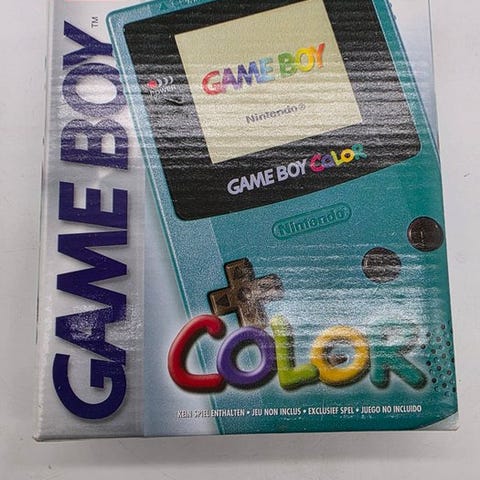 GAME BOY™
GAME BOY
Nintendo®
GAME BOY COLOR
Nintendo
COLOR
KEIN SPIEL ENTHALTEN • JEU NON INCLUS • EXCLUSIEF SPEL • JUEGO NO INCLUIDO